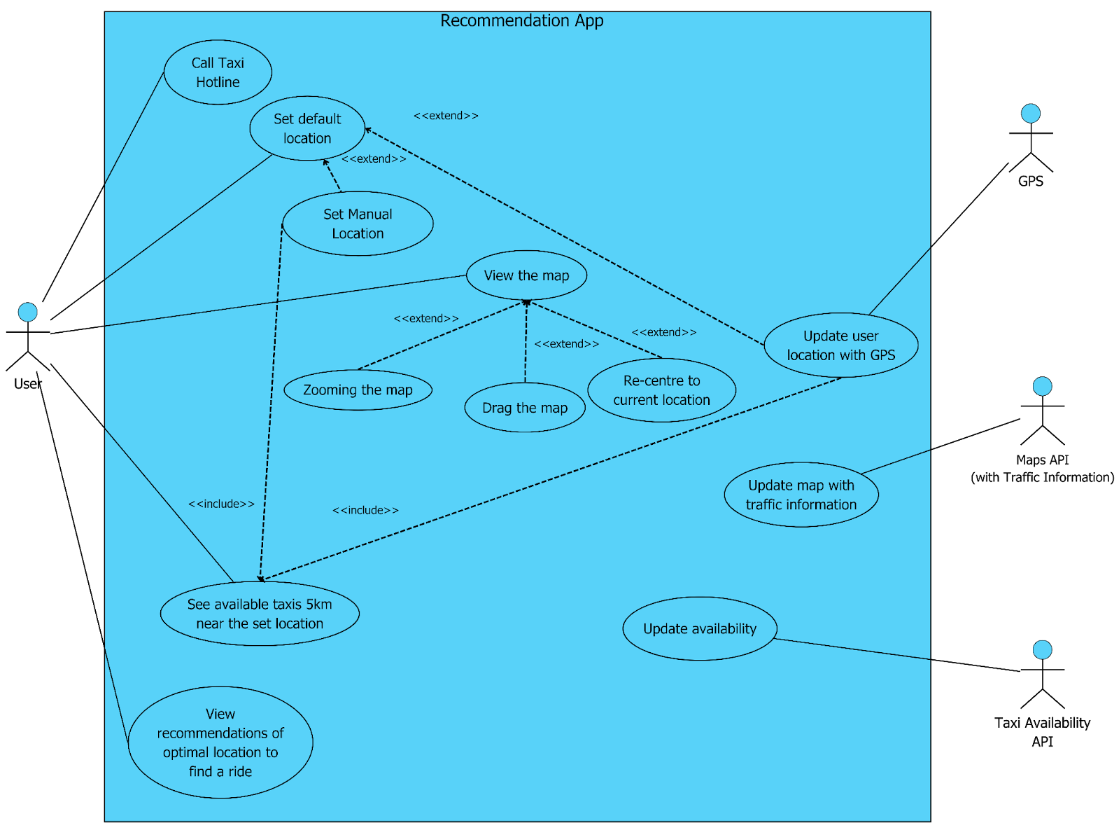 Recommendation App
Call Taxi
Hotline
Set default
location
<<extend>>
<<extend>>
Set Manual
Location
GPS
View the map
<<extend>>
<<extend>>
<<extend>>
Update user
location with GPS
User
Zooming the map
Drag the map
Re-centre to
current location
Maps API
(with Traffic Information)
Update map with
traffic information
<<include>>
<<include>>
See available taxis 5km
near the set location
Update availability
Taxi Availability
API
View
recommendations of
optimal location to
find a ride